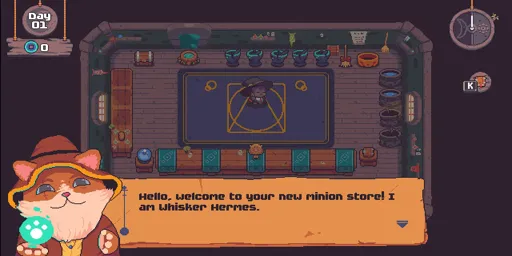 Day
01
0
K
Hello, welcome to your new minion store! I
am Whisker Hermes.